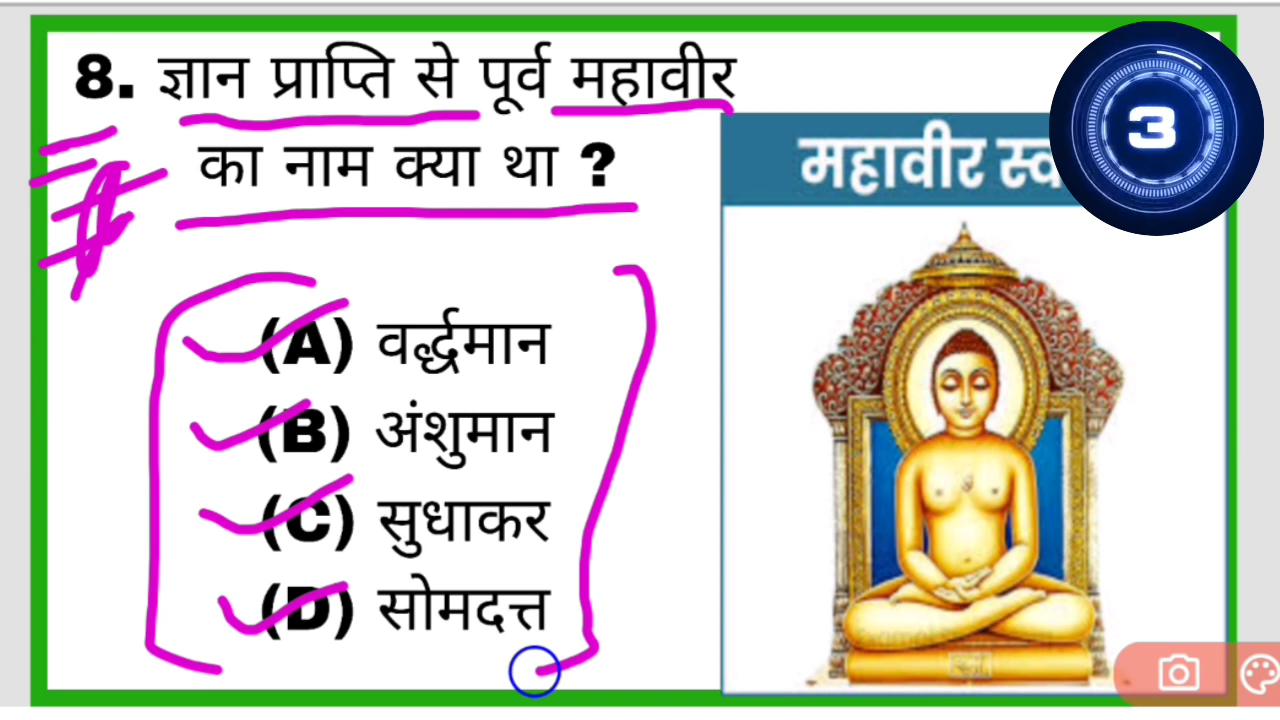 8. ज्ञान प्राप्ति से पूर्व महावीर
का नाम क्या था ?
महावीर स्व
3
(A) वर्द्धमान
(B) अंशुमान
(C) सुधाकर
(D) सोमदत्त